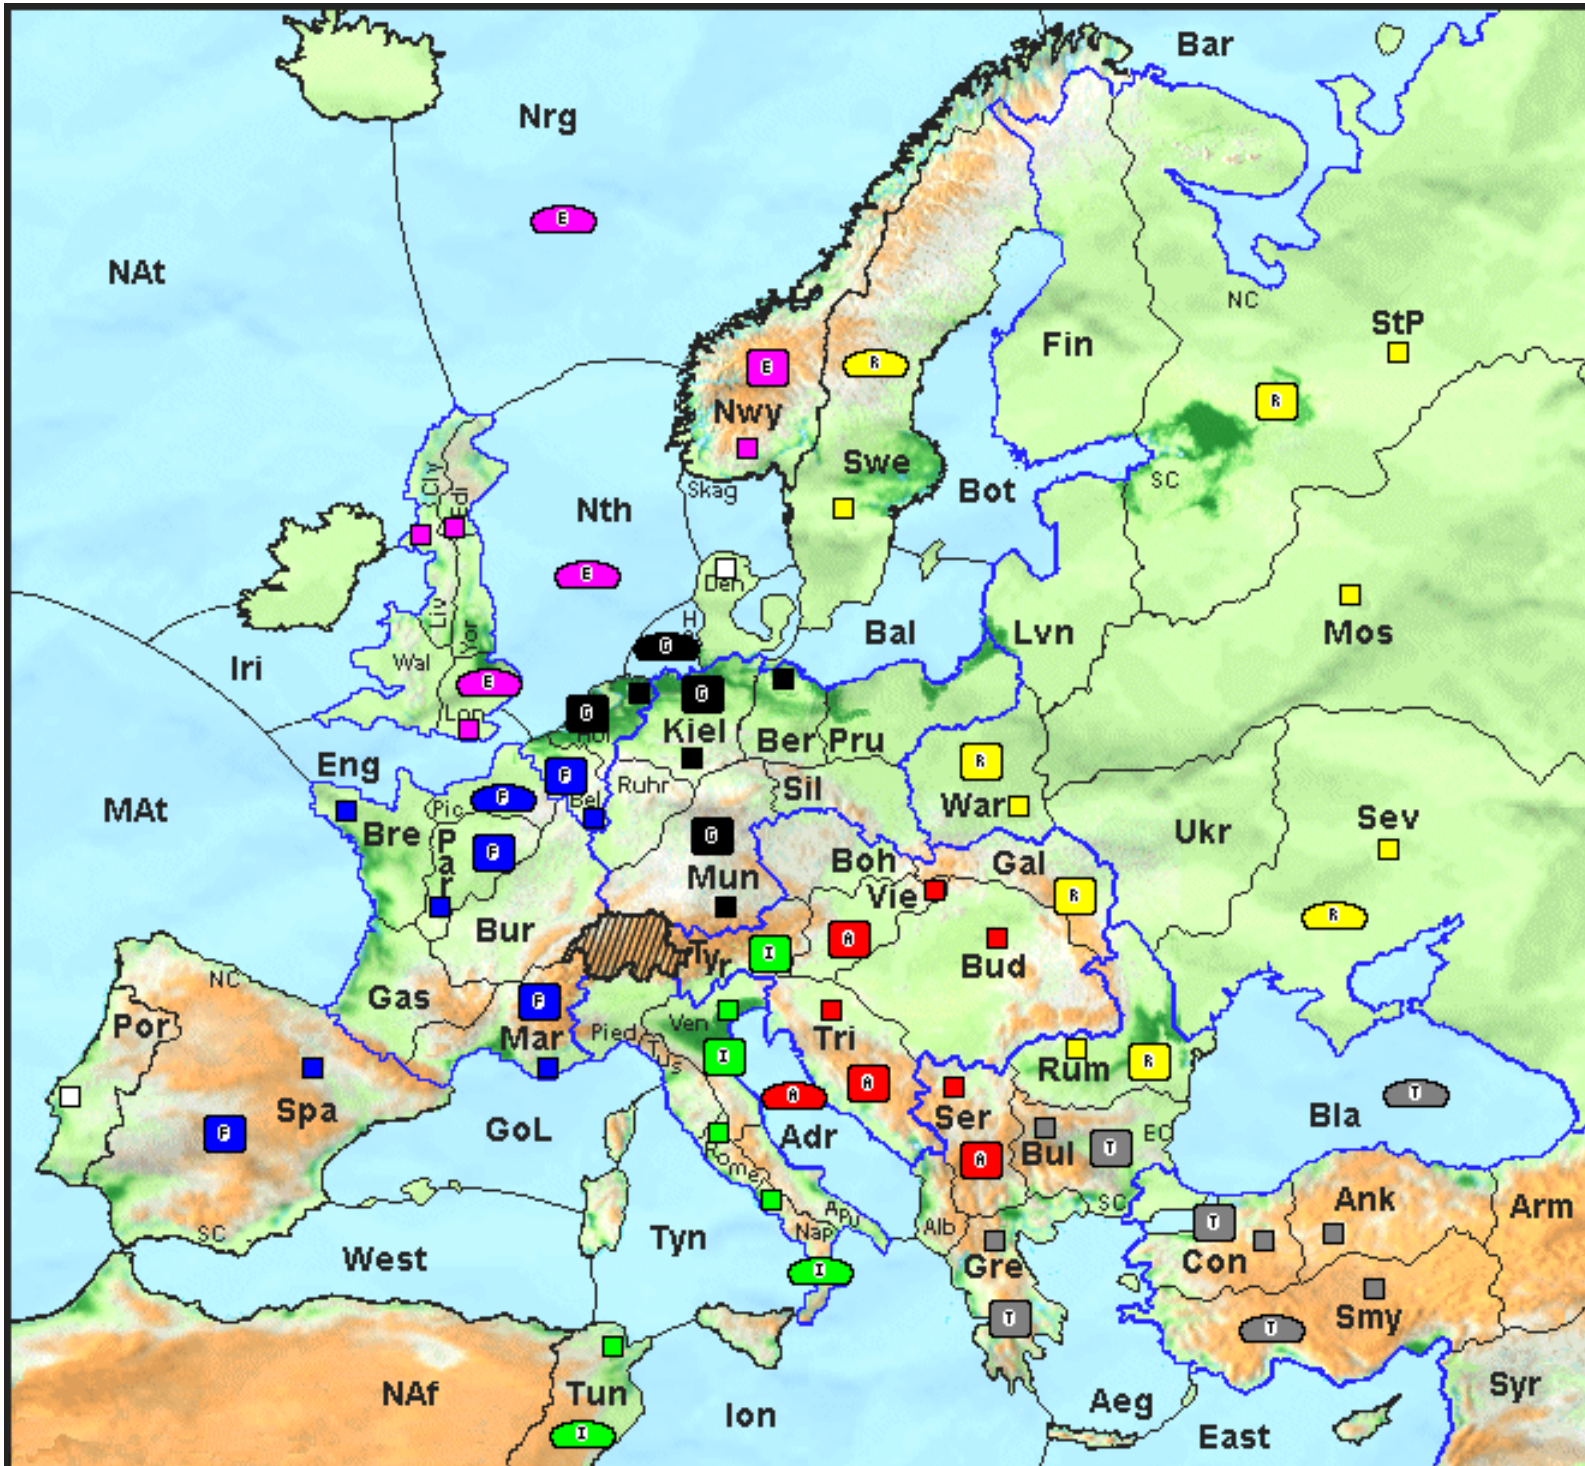 Bar
Nrg
E
NAt
NC
StP
Fin
E
R
R
Nwy
Swe
SC
Skag
Bot
Cly
Edi
Nth
E
Den
H
Liv
Yor
Bal
Lvn
Mos
Iri
Wal
G
E
Lon
G
G
Hol
Kiel
Ber
Pru
R
War
Eng
F
Ruhr
Sil
Pic
F
Bel
MAt
Bre
P
a
r
F
G
Boh
Gal
Ukr
Sev
Mun
Vie
R
R
Bur
Tyr
I
A
Bud
NC
Gas
F
Mar
Por
Pied
Tus
Ven
I
Tri
Rum
R
A
A
Adr
Ser
T
Bla
Spa
F
GoL
Rome
A
Bul
T
EC
SC
SC
Apu
Nap
Alb
Ank
Arm
T
West
Tyn
I
Gre
Con
T
T
Smy
NAf
Tun
I
Ion
Aeg
East
Syr